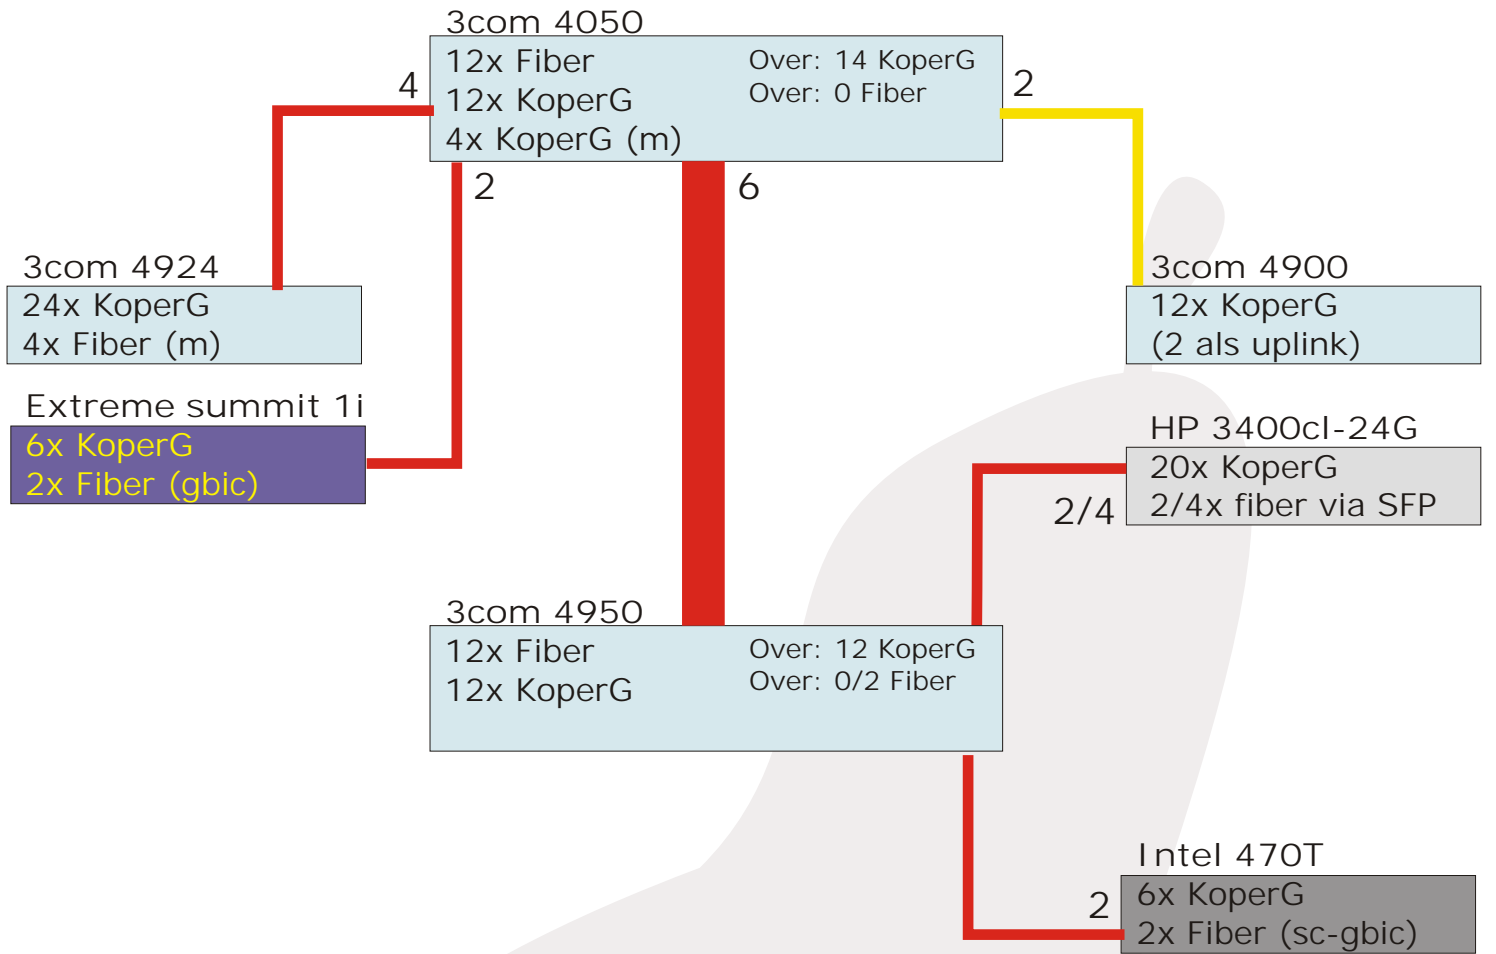 3com 4050
12x Fiber
12x KoperG
4x KoperG (m)
Over: 14 KoperG
Over: 0 Fiber
4
2
2
6
3com 4924
24x KoperG
4x Fiber (m)
3com 4900
12x KoperG
(2 als uplink)
Extreme summit 1i
6x KoperG
2x Fiber (gbic)
HP 3400cl-24G
20x KoperG
2/4x fiber via SFP
2/4
3com 4950
12x Fiber
12x KoperG
Over: 12 KoperG
Over: 0/2 Fiber
Intel 470T
6x KoperG
2x Fiber (sc-gbic)
2